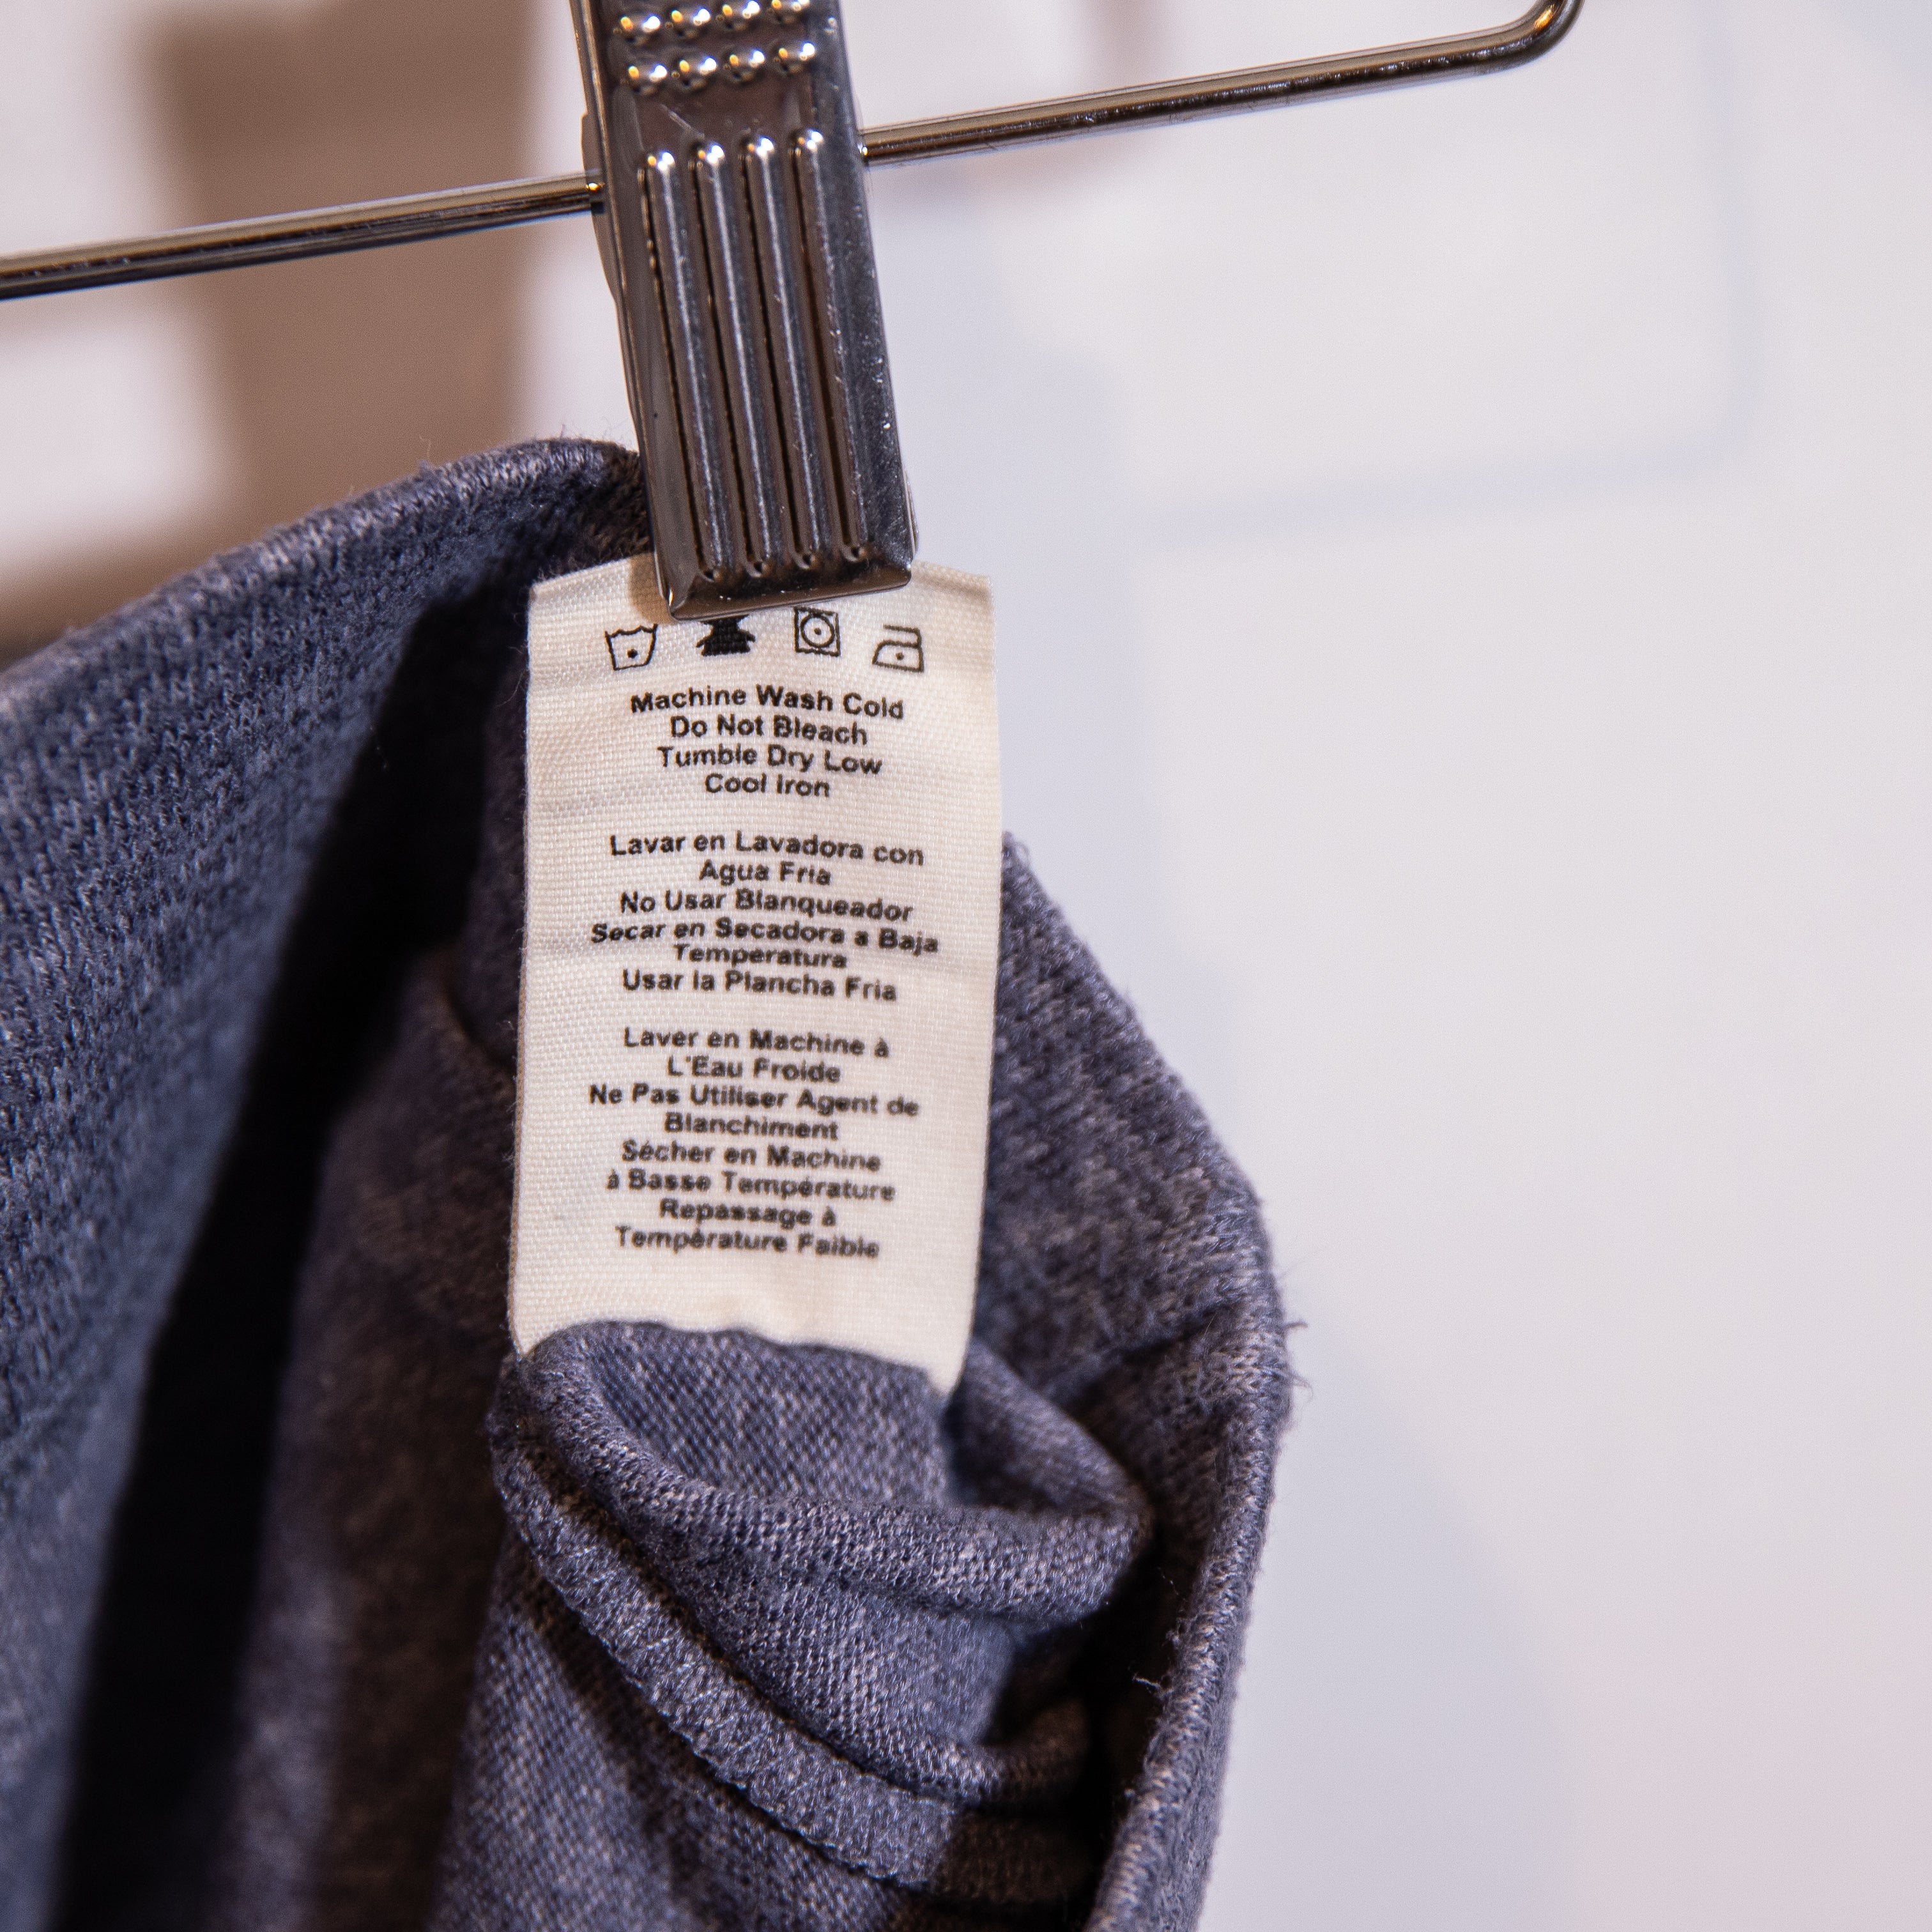 Machine Wash Cold
Do Not Bleach
Tumble Dry Low
Cool Iron
Lavar en Lavadora con
Agua Fria
No Usar Blanqueador
Secar en Secadora a Baja
Temperatura
Usar la Plancha Fria
Laver en Machine à
L'Eau Froide
Ne Pas Utiliser Agent de
Blanchiment
Sécher en Machine
à Basse Température
Repassage à
Température Faible